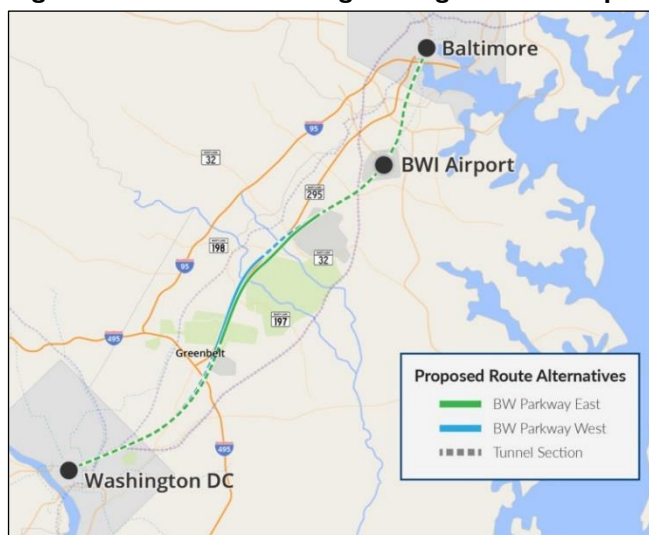 Baltimore
95
32
BWI Airport
295
198
32
95
197
495
Greenbelt
Proposed Route Alternatives
BW Parkway East
BW Parkway West
Tunnel Section
495
Washington DC